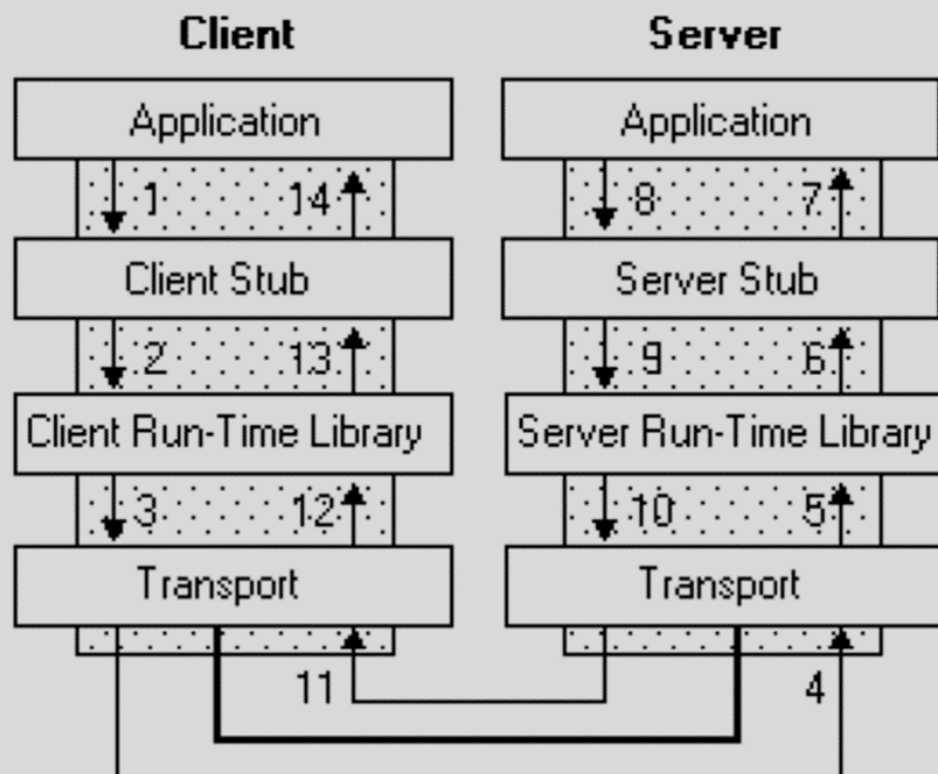 Client Server
Application Application
1 14 8 7
Client Stub Server Stub
2 13 9 6
Client Run-Time Library Server Run-Time Library
3 12 10 5
Transport Transport
11 4